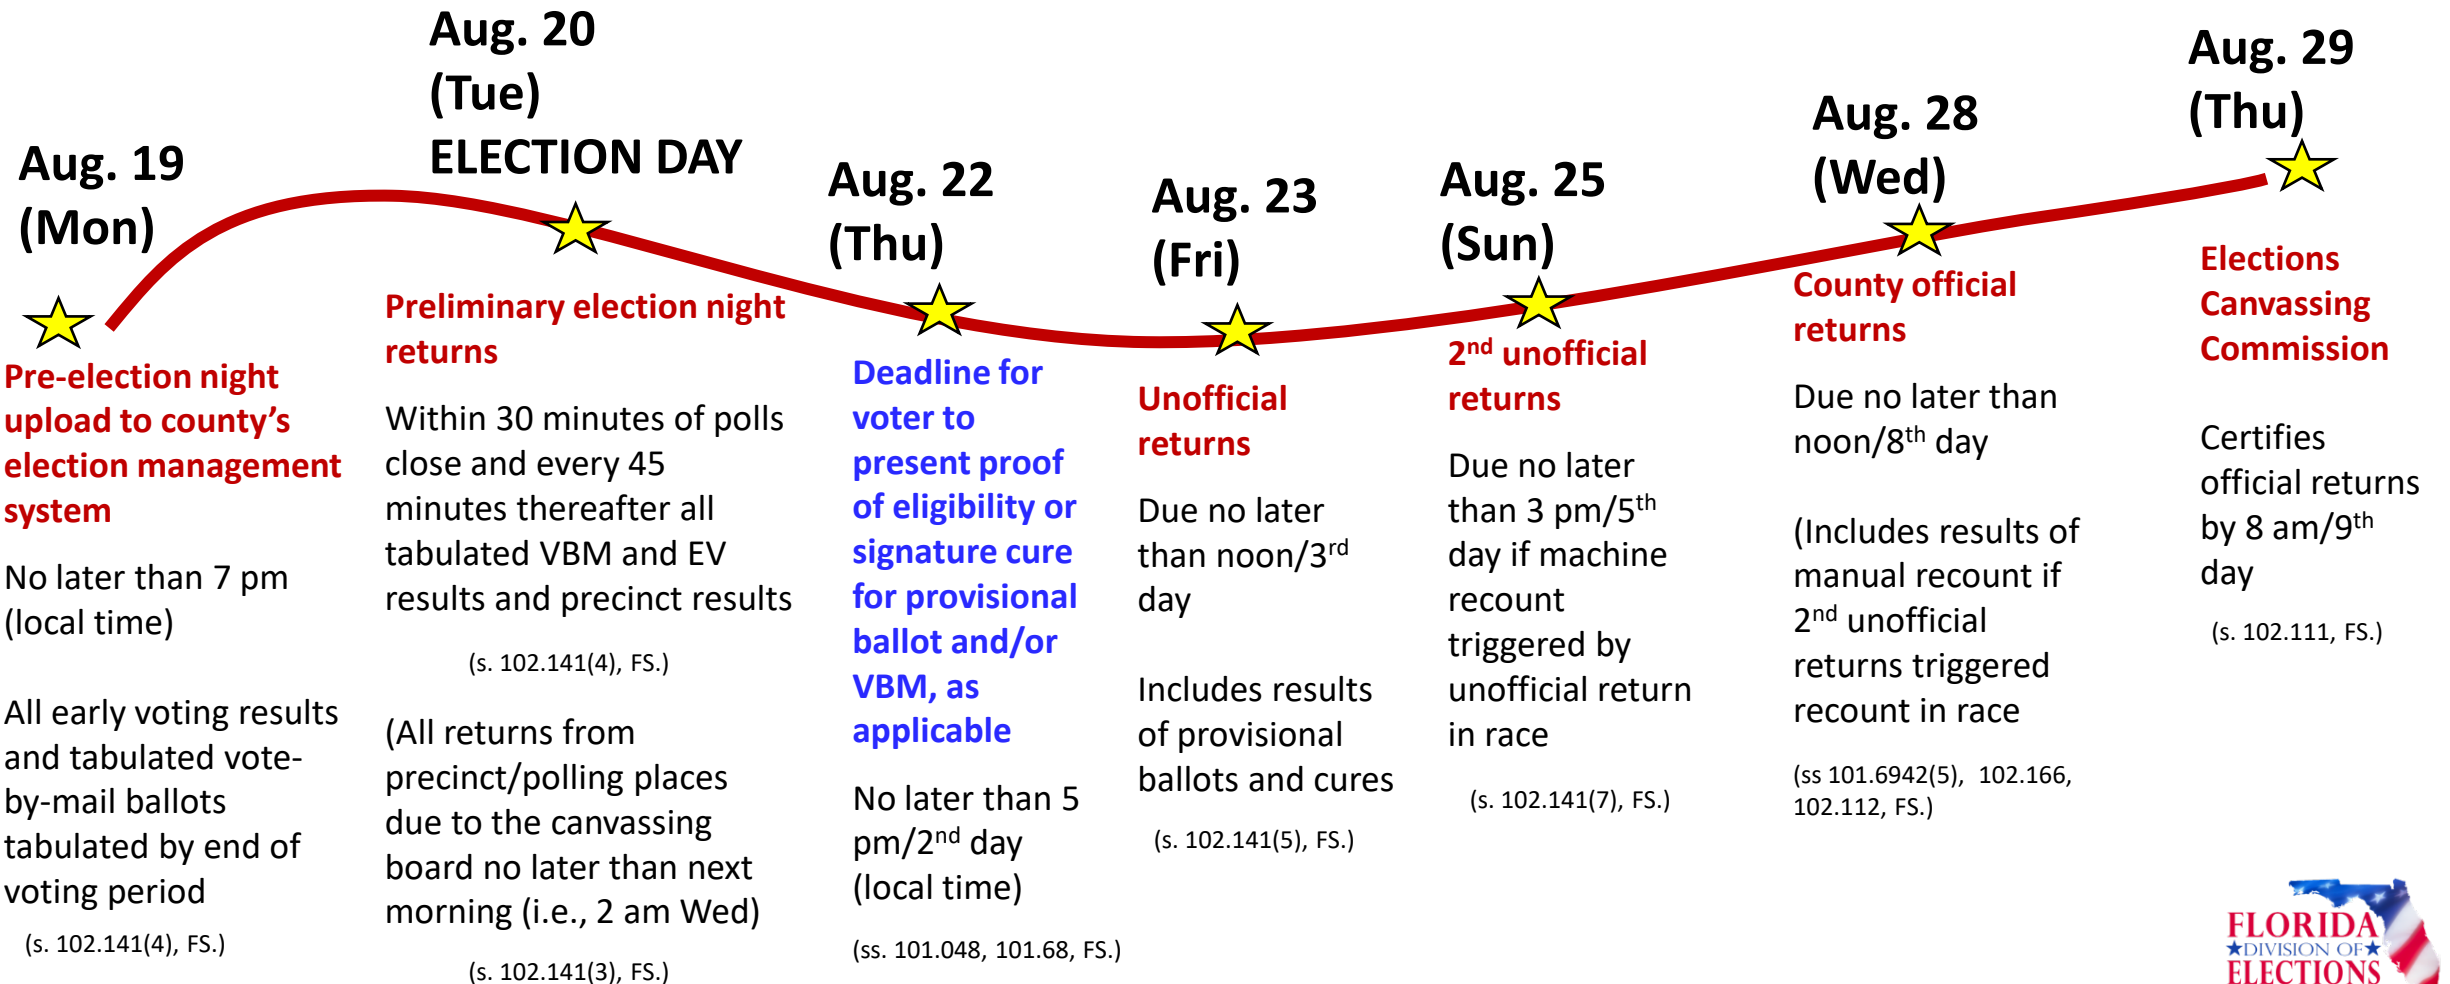 Aug. 19
(Mon)
Pre-election night
upload to county’s
election management
system
No later than 7 pm
(local time)
All early voting results
and tabulated vote-
by-mail ballots
tabulated by end of
voting period
(s. 102.141(4), FS.)
Aug. 20
(Tue)
ELECTION DAY
Preliminary election night
returns
Within 30 minutes of polls
close and every 45
minutes thereafter all
tabulated VBM and EV
results and precinct results
(s. 102.141(4), FS.)
(All returns from
precinct/polling places
due to the canvassing
board no later than next
morning (i.e., 2 am Wed)
(s. 102.141(3), FS.)
Aug. 22
(Thu)
Deadline for
voter to
present proof
of eligibility or
signature cure
for provisional
ballot and/or
VBM, as
applicable
No later than 5
pm/2nd day
(local time)
(ss. 101.048, 101.68, FS.)
Aug. 23
(Fri)
Unofficial
returns
Due no later
than noon/3rd
day
Includes results
of provisional
ballots and cures
(s. 102.141(5), FS.)
Aug. 25
(Sun)
2nd unofficial
returns
Due no later
than 3 pm/5th
day if machine
recount
triggered by
unofficial return
in race
(s. 102.141(7), FS.)
Aug. 28
(Wed)
County official
returns
Due no later than
noon/8th day
(Includes results of
manual recount if
2nd unofficial
returns triggered
recount in race
(ss 101.6942(5), 102.166,
102.112, FS.)
Aug. 29
(Thu)
Elections
Canvassing
Commission
Certifies
official returns
by 8 am/9th
day
(s. 102.111, FS.)
FLORIDA
DIVISION OF
ELECTIONS